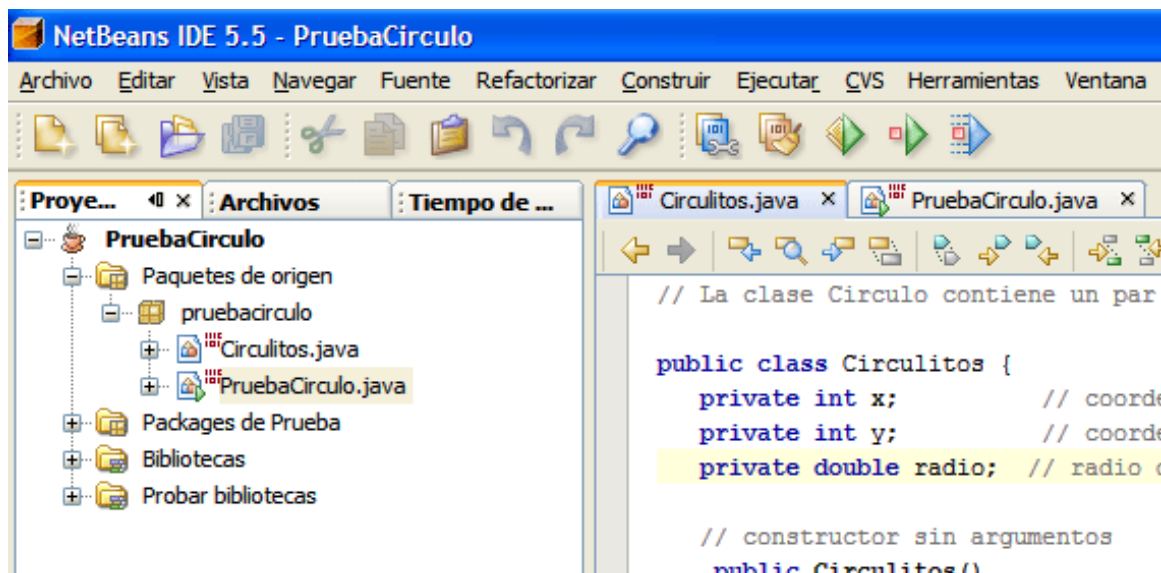 NetBeans IDE 5.5 - PruebaCirculo
Archivo Editar Vista Navegar Fuente Refactorizar Construir Ejecutar CVS Herramientas Ventana
Proye... Archivos Tiempo de ...
Circulitos.java PruebaCirculo.java
PruebaCirculo
Paquetes de origen
pruebacirculo
Circulitos.java
PruebaCirculo.java
Packages de Prueba
Bibliotecas
Probar bibliotecas
// La clase Circulo contiene un par
public class Circulitos {
private int x; // coorde
private int y; // coorde
private double radio; // radio
// constructor sin argumentos
public Circulitos()